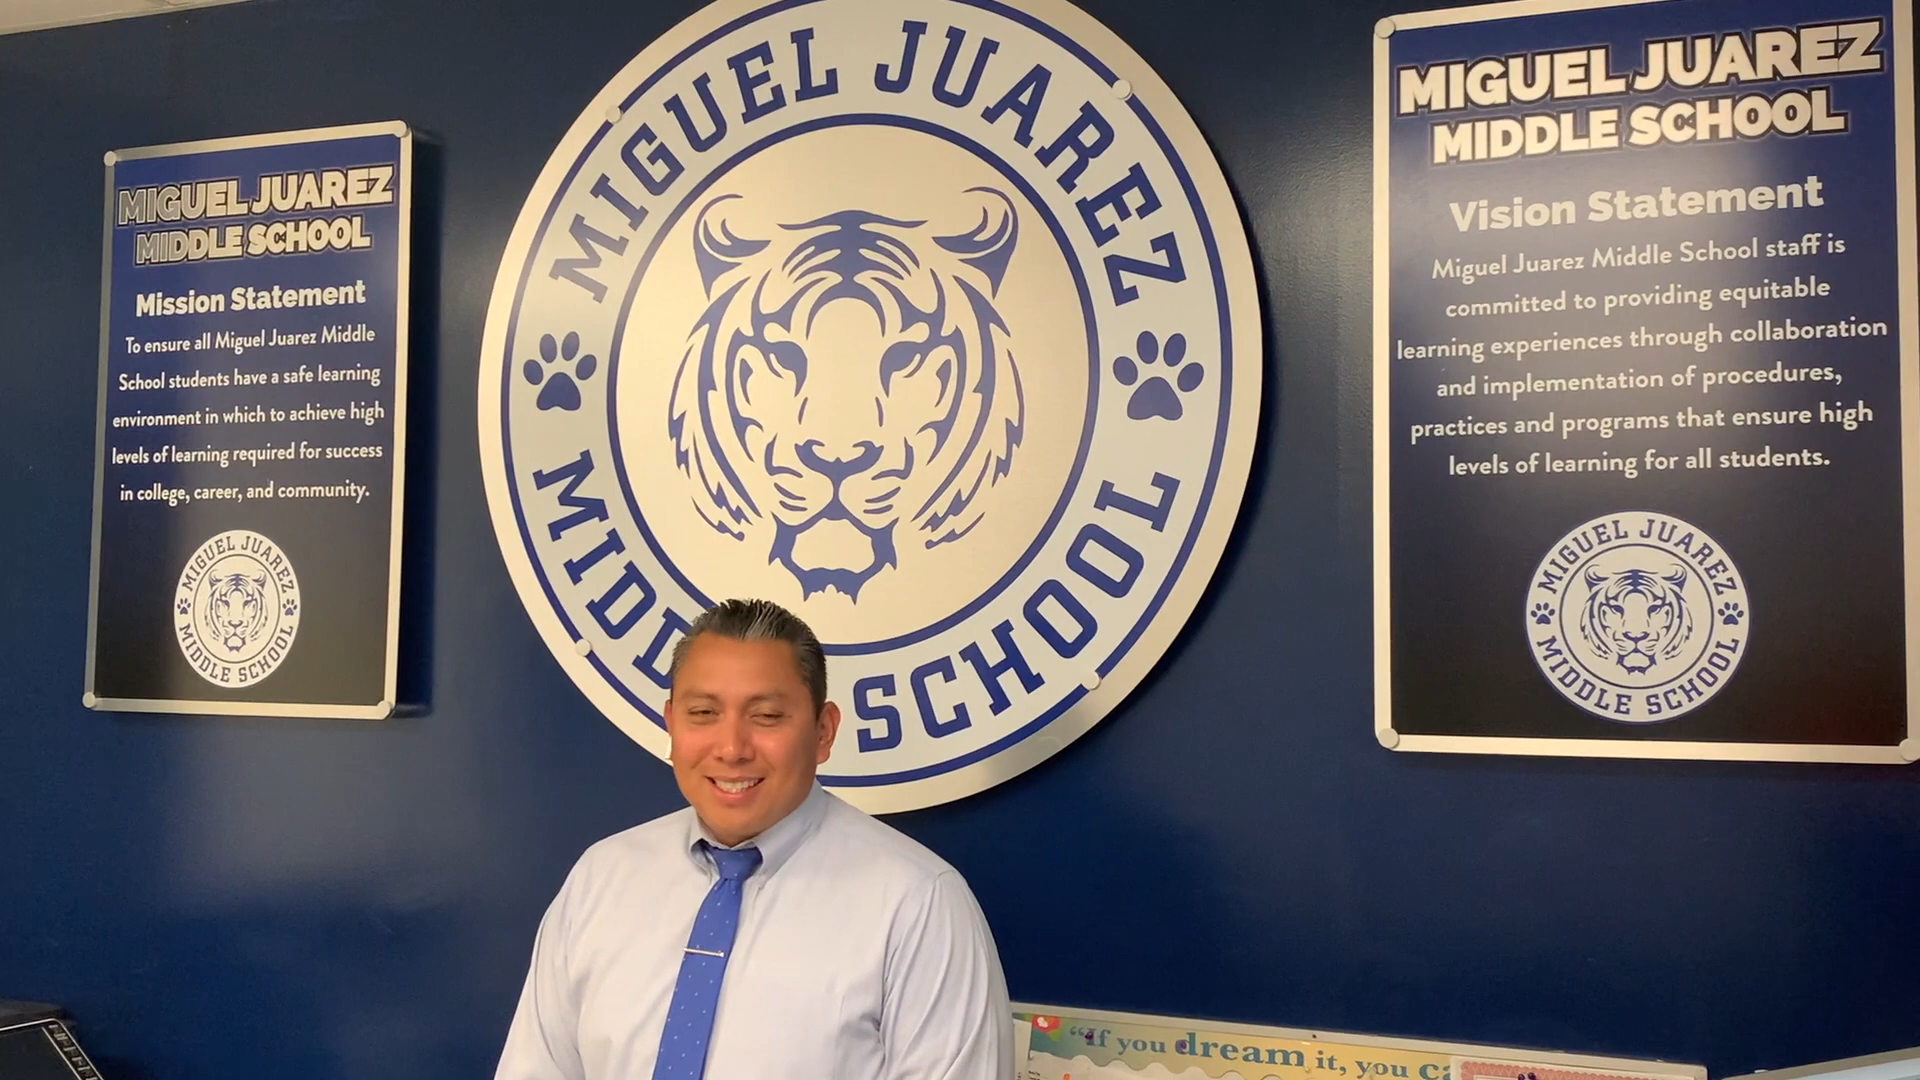 MIGUEL JUAREZ
MIDDLE SCHOOL
Mission Statement
To ensure all Miguel Juarez Middle
School students have a safe learning
environment in which to achieve high
levels of learning required for success
in college, career, and community.
MIGUEL JUAREZ
MIDDLE SCHOOL
MIGUEL JUAREZ
MIDD SCHOOL
MIGUEL JUAREZ
MIDDLE SCHOOL
Vision Statement
Miguel Juarez Middle School staff is
committed to providing equitable
learning experiences through collaboration
and implementation of procedures,
practices and programs that ensure high
levels of learning for all students.
MIGUEL JUAREZ
MIDDLE SCHOOL
“If you dream it, you ca